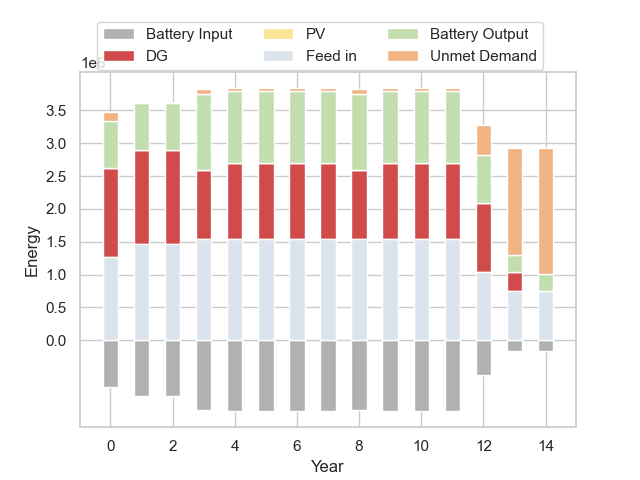 Battery Input PV Battery Output
DG Feed in Unmet Demand
1e6
3.5
3.0
2.5
2.0
1.5
1.0
0.5
0.0
Energy
0 2 4 6 8 10 12 14
Year